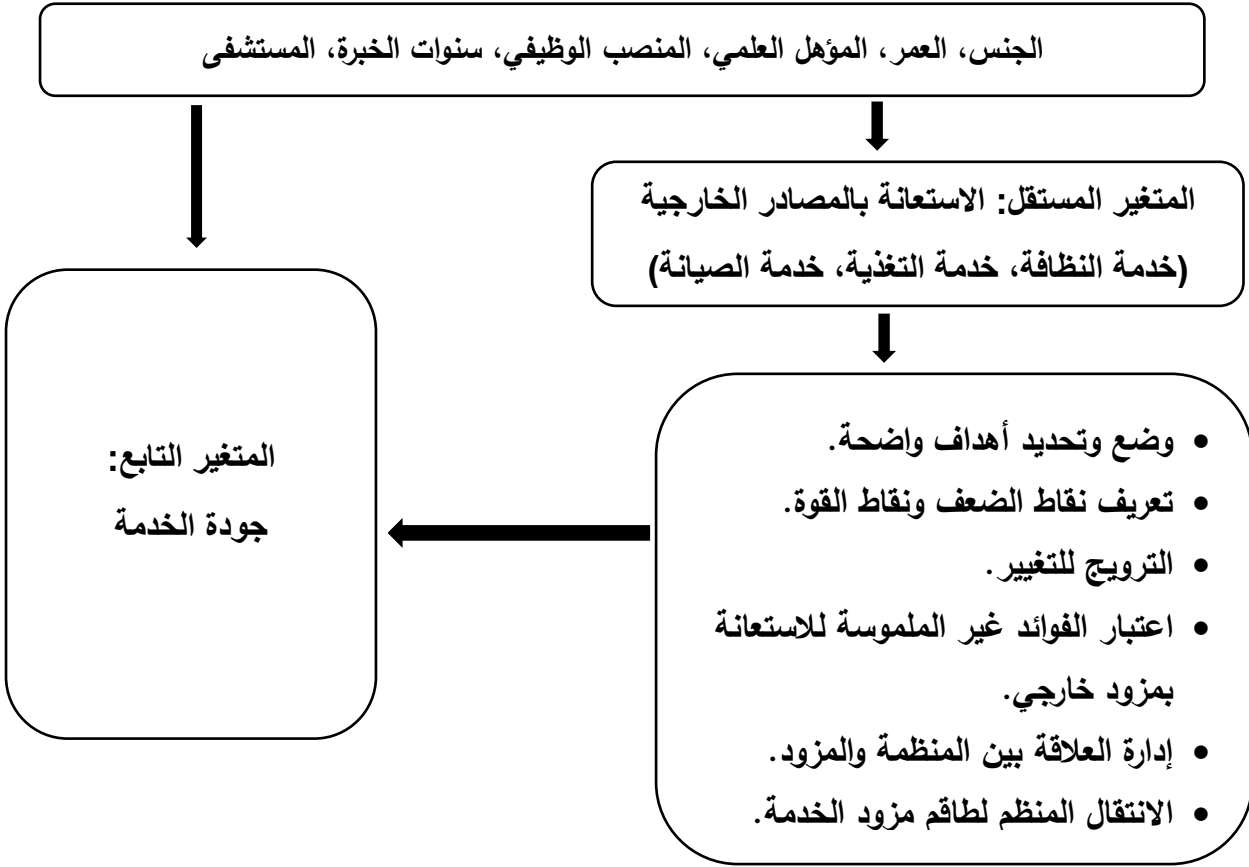 الجنس، العمر، المؤهل العلمي، المنصب الوظيفي، سنوات الخبرة، المستشفى
المتغير المستقل: الاستعانة بالمصادر الخارجية
(خدمة النظافة، خدمة التغذية، خدمة الصيانة)
• وضع وتحديد أهداف واضحة.
• تعريف نقاط الضعف ونقاط القوة.
• الترويج للتغيير.
• اعتبار الفوائد غير الملموسة للاستعانة
بمزود خارجي.
• إدارة العلاقة بين المنظمة والمزود.
• الانتقال المنظم لطاقم مزود الخدمة.
المتغير التابع:
جودة الخدمة